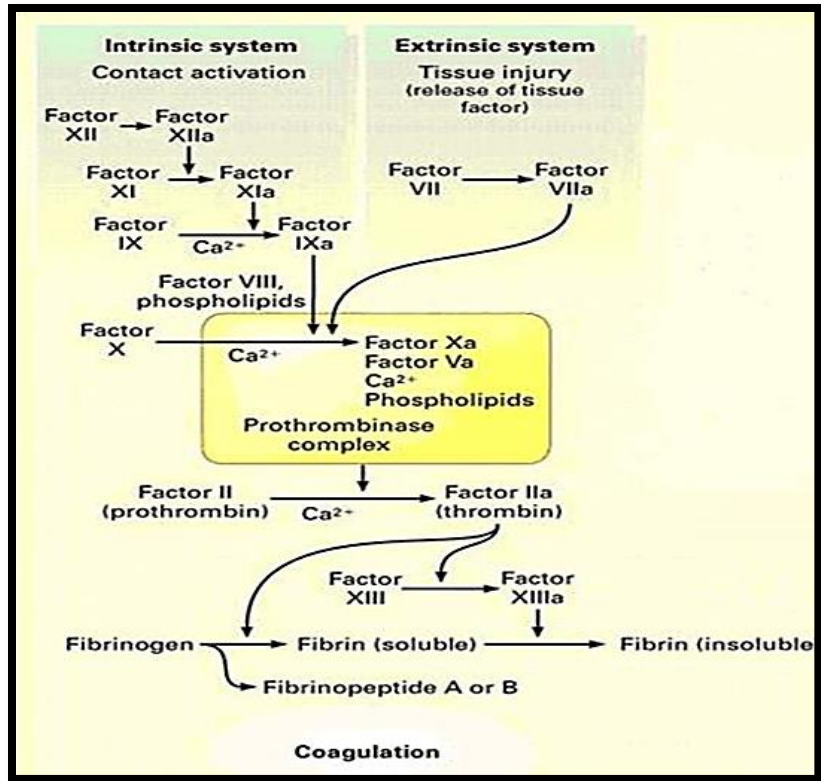 Intrinsic system
Contact activation
Extrinsic system
Tissue injury
(release of tissue
factor)
Factor
XII
Factor
XIIa
Factor
XI
Factor
XIa
Factor
VII
Factor
VIIa
Factor
IX
Ca2+
Factor
IXa
Factor VIII,
phospholipids
Factor
X
Ca2+
Factor Xa
Factor Va
Ca2+
Phospholipids
Prothrombinase
complex
Factor II
(prothrombin)
Ca2+
Factor IIa
(thrombin)
Factor
XIII
Factor
XIIIa
Fibrinogen
Fibrin (soluble)
Fibrin (insoluble
Fibrinopeptide A or B
Coagulation